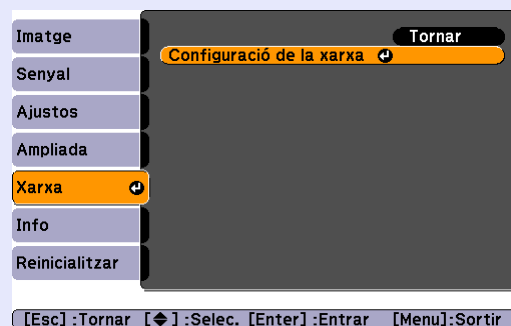 Imatge
Senyal
Ajustos
Ampliada
Xarxa
Info
Reinicialitzar
Tornar
Configuració de la xarxa
[Esc] :Tornar [◆] :Selec. [Enter] :Entrar [Menu]:Sortir